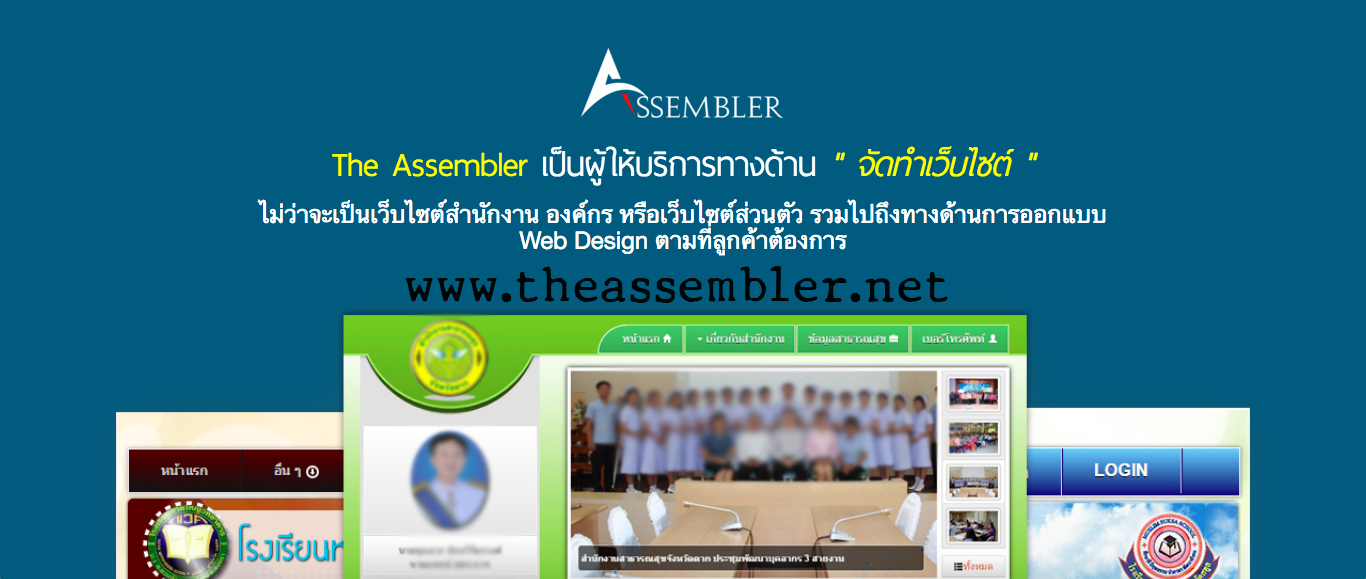 ASSEMBLER
The Assembler เป็นผู้ให้บริการทางด้าน " จัดทำเว็บไซต์ "
ไม่ว่าจะเป็นเว็บไซต์สำนักงาน องค์กร หรือเว็บไซต์ส่วนตัว รวมไปถึงทางด้านการออกแบบ
Web Design ตามที่ลูกค้าต้องการ
www.theassembler.net
หน้าแรก เกี่ยวกับสำนักงาน ข้อมูลสาธารณสุข เบอร์โทรศัพท์
หน้าแรก อื่น ๆ
LOGIN
โรงเรียน
MUSLIM SUKSA SCHOOL
สำนักงานสาธารณสุขจังหวัดตาก ประชุมพัฒนาบุคลากร 3 สายงาน
ทั้งหมด